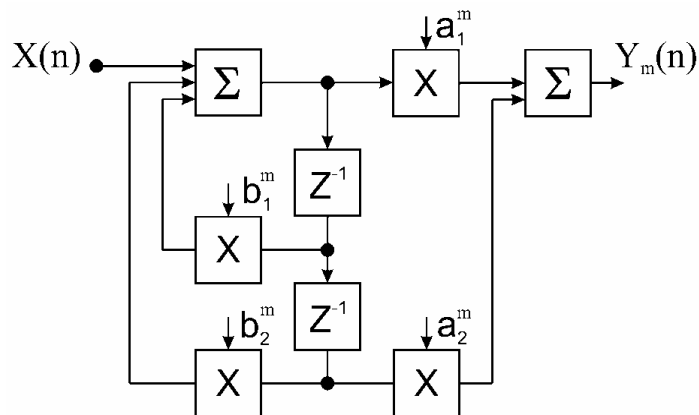 X(n)
Σ
a₁ᵐ
X
Σ
Yₘ(n)
Z⁻¹
b₁ᵐ
X
Z⁻¹
b₂ᵐ
X
a₂ᵐ
X